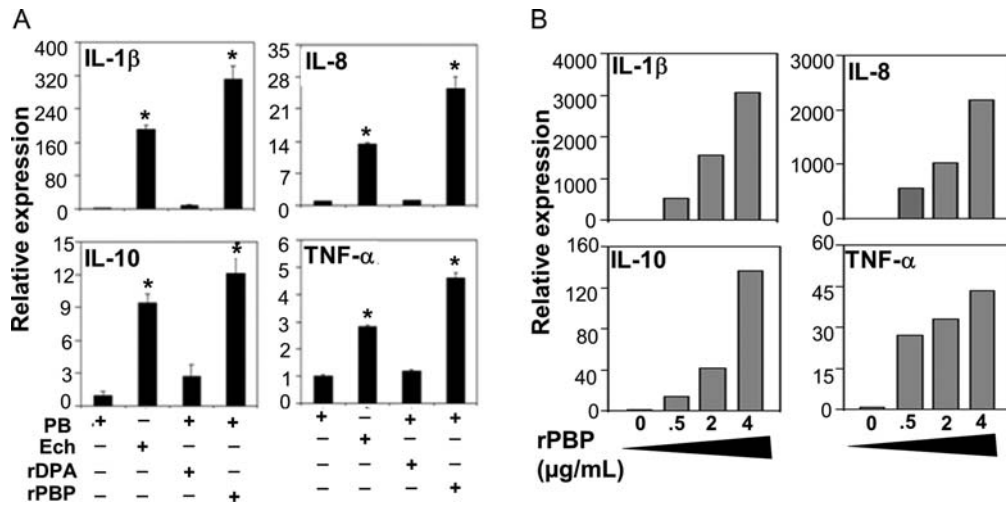 A
B
Relative expression
IL-1β
400
320
240
160
80
0
*
*
IL-8
35
28
21
14
7
0
*
*
IL-10
15
12
9
6
3
0
*
*
TNF-α
6
5
4
3
2
1
0
*
*
PB + – + + + – + +
Ech – + – – – + – –
rDPA – – + – – – + –
rPBP – – – + – – – +
Relative expression
IL-1β
4000
3000
2000
1000
0
IL-8
3000
2000
1000
0
IL-10
160
120
80
40
0
TNF-α
60
45
30
15
0
0 .5 2 4 0 .5 2 4
rPBP
(µg/mL)